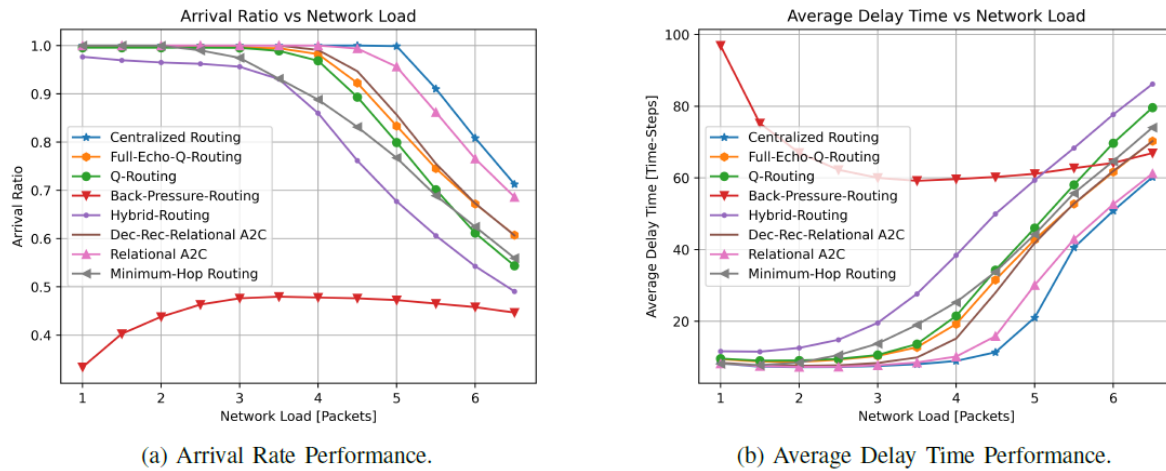 Arrival Ratio vs Network Load
1.0
0.9
0.8
0.7
0.6
0.5
0.4
Arrival Ratio
Centralized Routing
Full-Echo-Q-Routing
Q-Routing
Back-Pressure-Routing
Hybrid-Routing
Dec-Rec-Relational A2C
Relational A2C
Minimum-Hop Routing
1 2 3 4 5 6
Network Load [Packets]
(a) Arrival Rate Performance.
Average Delay Time vs Network Load
100
80
60
40
20
Average Delay Time [Time-Steps]
Centralized Routing
Full-Echo-Q-Routing
Q-Routing
Back-Pressure-Routing
Hybrid-Routing
Dec-Rec-Relational A2C
Relational A2C
Minimum-Hop Routing
1 2 3 4 5 6
Network Load [Packets]
(b) Average Delay Time Performance.